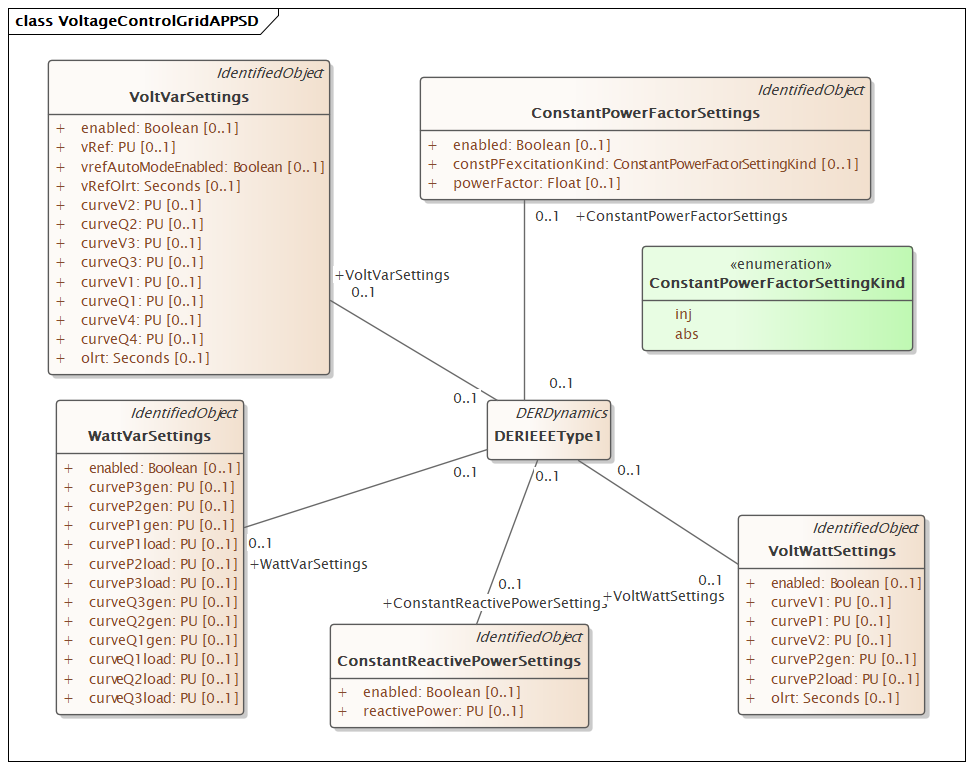 class VoltageControlGridAPPSD
IdentifiedObject
VoltVarSettings
+ enabled: Boolean [0..1]
+ vRef: PU [0..1]
+ vrefAutoModeEnabled: Boolean [0..1]
+ vRefOlrt: Seconds [0..1]
+ curveV2: PU [0..1]
+ curveQ2: PU [0..1]
+ curveV3: PU [0..1]
+ curveQ3: PU [0..1]
+ curveV1: PU [0..1]
+ curveQ1: PU [0..1]
+ curveV4: PU [0..1]
+ curveQ4: PU [0..1]
+ olrt: Seconds [0..1]
IdentifiedObject
ConstantPowerFactorSettings
+ enabled: Boolean [0..1]
+ constPFexcitationKind: ConstantPowerFactorSettingKind [0..1]
+ powerFactor: Float [0..1]
0..1 +ConstantPowerFactorSettings
«enumeration»
ConstantPowerFactorSettingKind
inj
abs
+VoltVarSettings
0..1
0..1
0..1
DERDynamics
DERIEEEType1
0..1
0..1
0..1
IdentifiedObject
WattVarSettings
+ enabled: Boolean [0..1]
+ curveP3gen: PU [0..1]
+ curveP2gen: PU [0..1]
+ curveP1gen: PU [0..1]
+ curveP1load: PU [0..1]
+ curveP2load: PU [0..1]
+ curveP3load: PU [0..1]
+ curveQ3gen: PU [0..1]
+ curveQ2gen: PU [0..1]
+ curveQ1gen: PU [0..1]
+ curveQ1load: PU [0..1]
+ curveQ2load: PU [0..1]
+ curveQ3load: PU [0..1]
0..1
+WattVarSettings
0..1
+ConstantReactivePowerSettings
0..1
+VoltWattSettings
IdentifiedObject
ConstantReactivePowerSettings
+ enabled: Boolean [0..1]
+ reactivePower: PU [0..1]
IdentifiedObject
VoltWattSettings
+ enabled: Boolean [0..1]
+ curveV1: PU [0..1]
+ curveP1: PU [0..1]
+ curveV2: PU [0..1]
+ curveP2gen: PU [0..1]
+ curveP2load: PU [0..1]
+ olrt: Seconds [0..1]